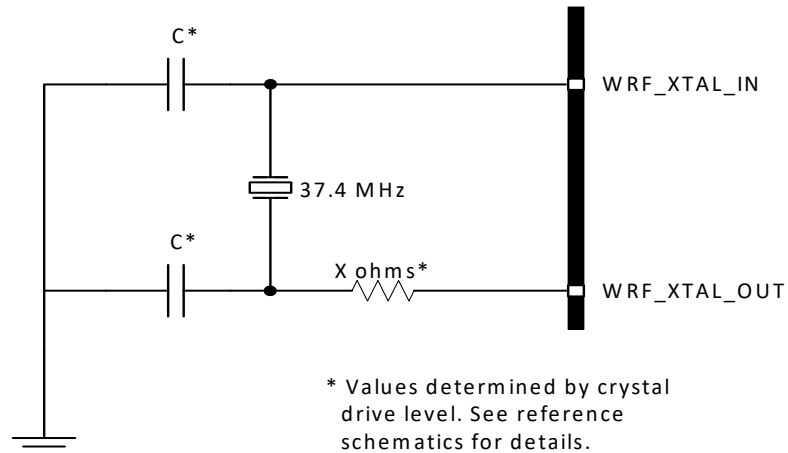 C*
WRF_XTAL_IN
37.4 MHz
C*
X ohms*
WRF_XTAL_OUT
* Values determined by crystal
drive level. See reference
schematics for details.